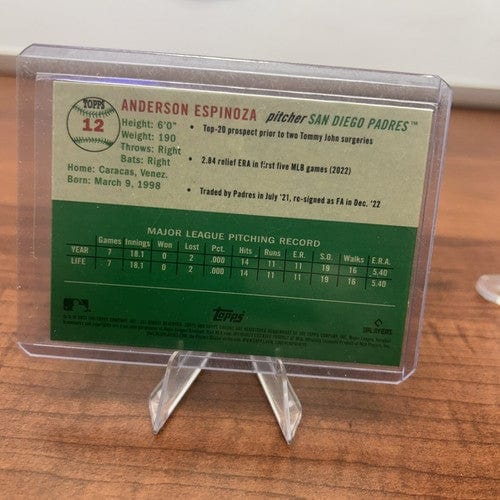 TOPPS
12
ANDERSON ESPINOZA pitcher SAN DIEGO PADRES™
Height: 6'0"
Weight: 190
Throws: Right
Bats: Right
Home: Caracas, Venez.
Born: March 9, 1998
• Top-20 prospect prior to two Tommy John surgeries
• 2.84 relief ERA in first five MLB games (2022)
• Traded by Padres in July '21, re-signed as FA in Dec. '22
MAJOR LEAGUE PITCHING RECORD
Games Innings Won Lost Pct. Hits Runs E.R. S.O. Walks E.R.A.
YEAR 7 18.1 0 2 .000 14 11 11 19 16 5.40
LIFE 7 18.1 0 2 .000 14 11 11 19 16 5.40
Topps
PLAYERS